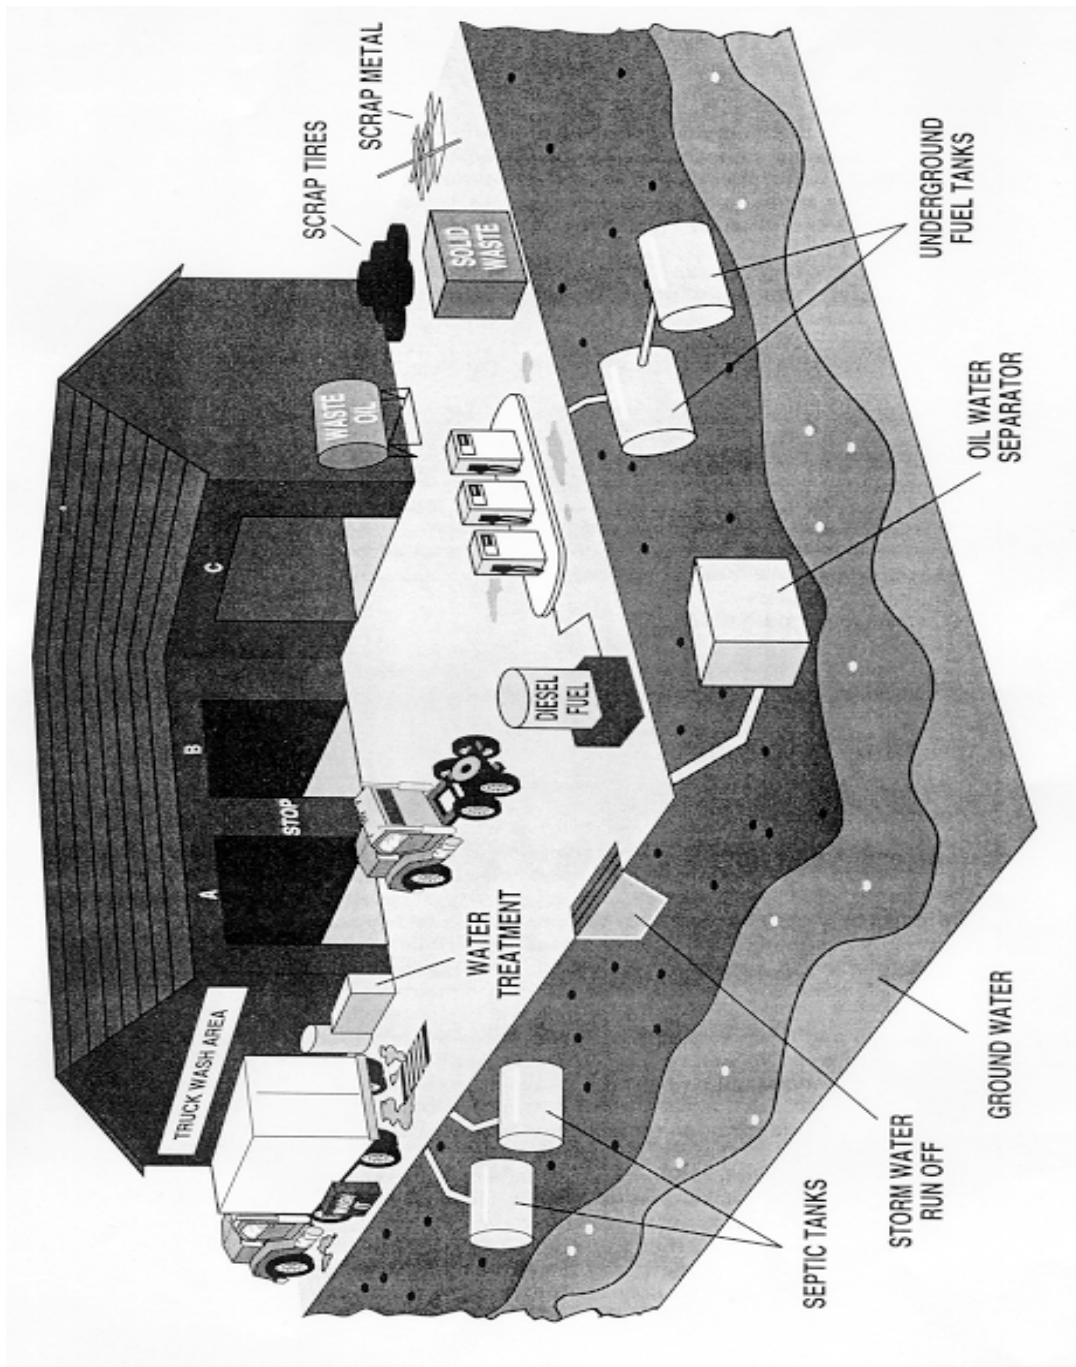 TRUCK WASH AREA
A
STOP
B
C
WASTE
OIL
SCRAP TIRES
SCRAP METAL
SOLID
WASTE
DIESEL
FUEL
WATER
TREATMENT
SEPTIC TANKS
STORM WATER
RUN OFF
GROUND WATER
OIL WATER
SEPARATOR
UNDERGROUND
FUEL TANKS